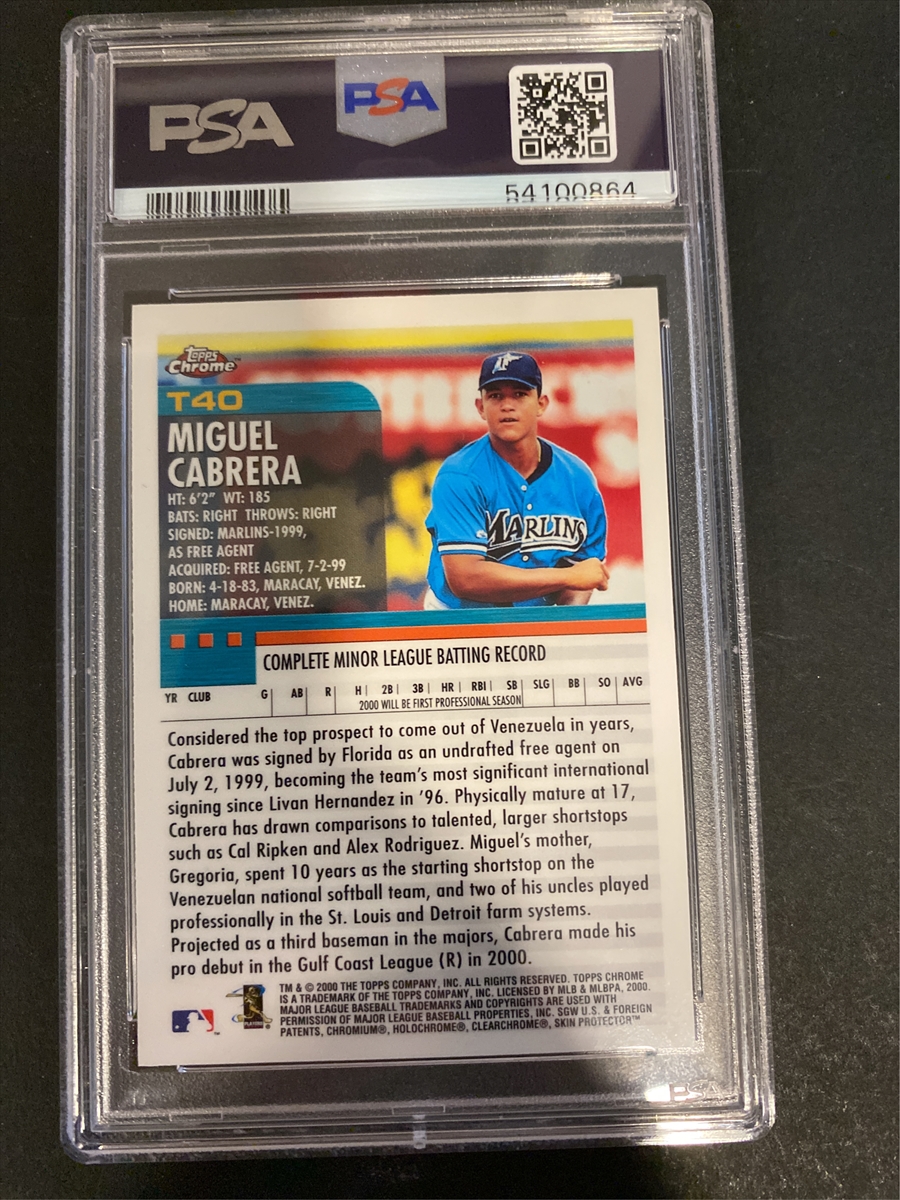 PSA
PSA
54100864
Topps
Chrome™
T40
MIGUEL
CABRERA
HT: 6'2" WT: 185
BATS: RIGHT THROWS: RIGHT
SIGNED: MARLINS-1999,
AS FREE AGENT
ACQUIRED: FREE AGENT, 7-2-99
BORN: 4-18-83, MARACAY, VENEZ.
HOME: MARACAY, VENEZ.
MARLINS
COMPLETE MINOR LEAGUE BATTING RECORD
YR CLUB G AB R H 2B 3B HR RBI SB SLG BB SO AVG
2000 WILL BE FIRST PROFESSIONAL SEASON
Considered the top prospect to come out of Venezuela in years,
Cabrera was signed by Florida as an undrafted free agent on
July 2, 1999, becoming the team's most significant international
signing since Livan Hernandez in '96. Physically mature at 17,
Cabrera has drawn comparisons to talented, larger shortstops
such as Cal Ripken and Alex Rodriguez. Miguel's mother,
Gregoria, spent 10 years as the starting shortstop on the
Venezuelan national softball team, and two of his uncles played
professionally in the St. Louis and Detroit farm systems.
Projected as a third baseman in the majors, Cabrera made his
pro debut in the Gulf Coast League (R) in 2000.
TM & © 2000 THE TOPPS COMPANY, INC. ALL RIGHTS RESERVED. TOPPS CHROME
IS A TRADEMARK OF THE TOPPS COMPANY, INC. LICENSED BY MLB & MLBPA, 2000.
MAJOR LEAGUE BASEBALL TRADEMARKS AND COPYRIGHTS ARE USED WITH
PERMISSION OF MAJOR LEAGUE BASEBALL PROPERTIES, INC. SGW U.S. & FOREIGN
PATENTS, CHROMIUM®, HOLOCHROME®, CLEARCHROME®, SKIN PROTECTOR™
PSA